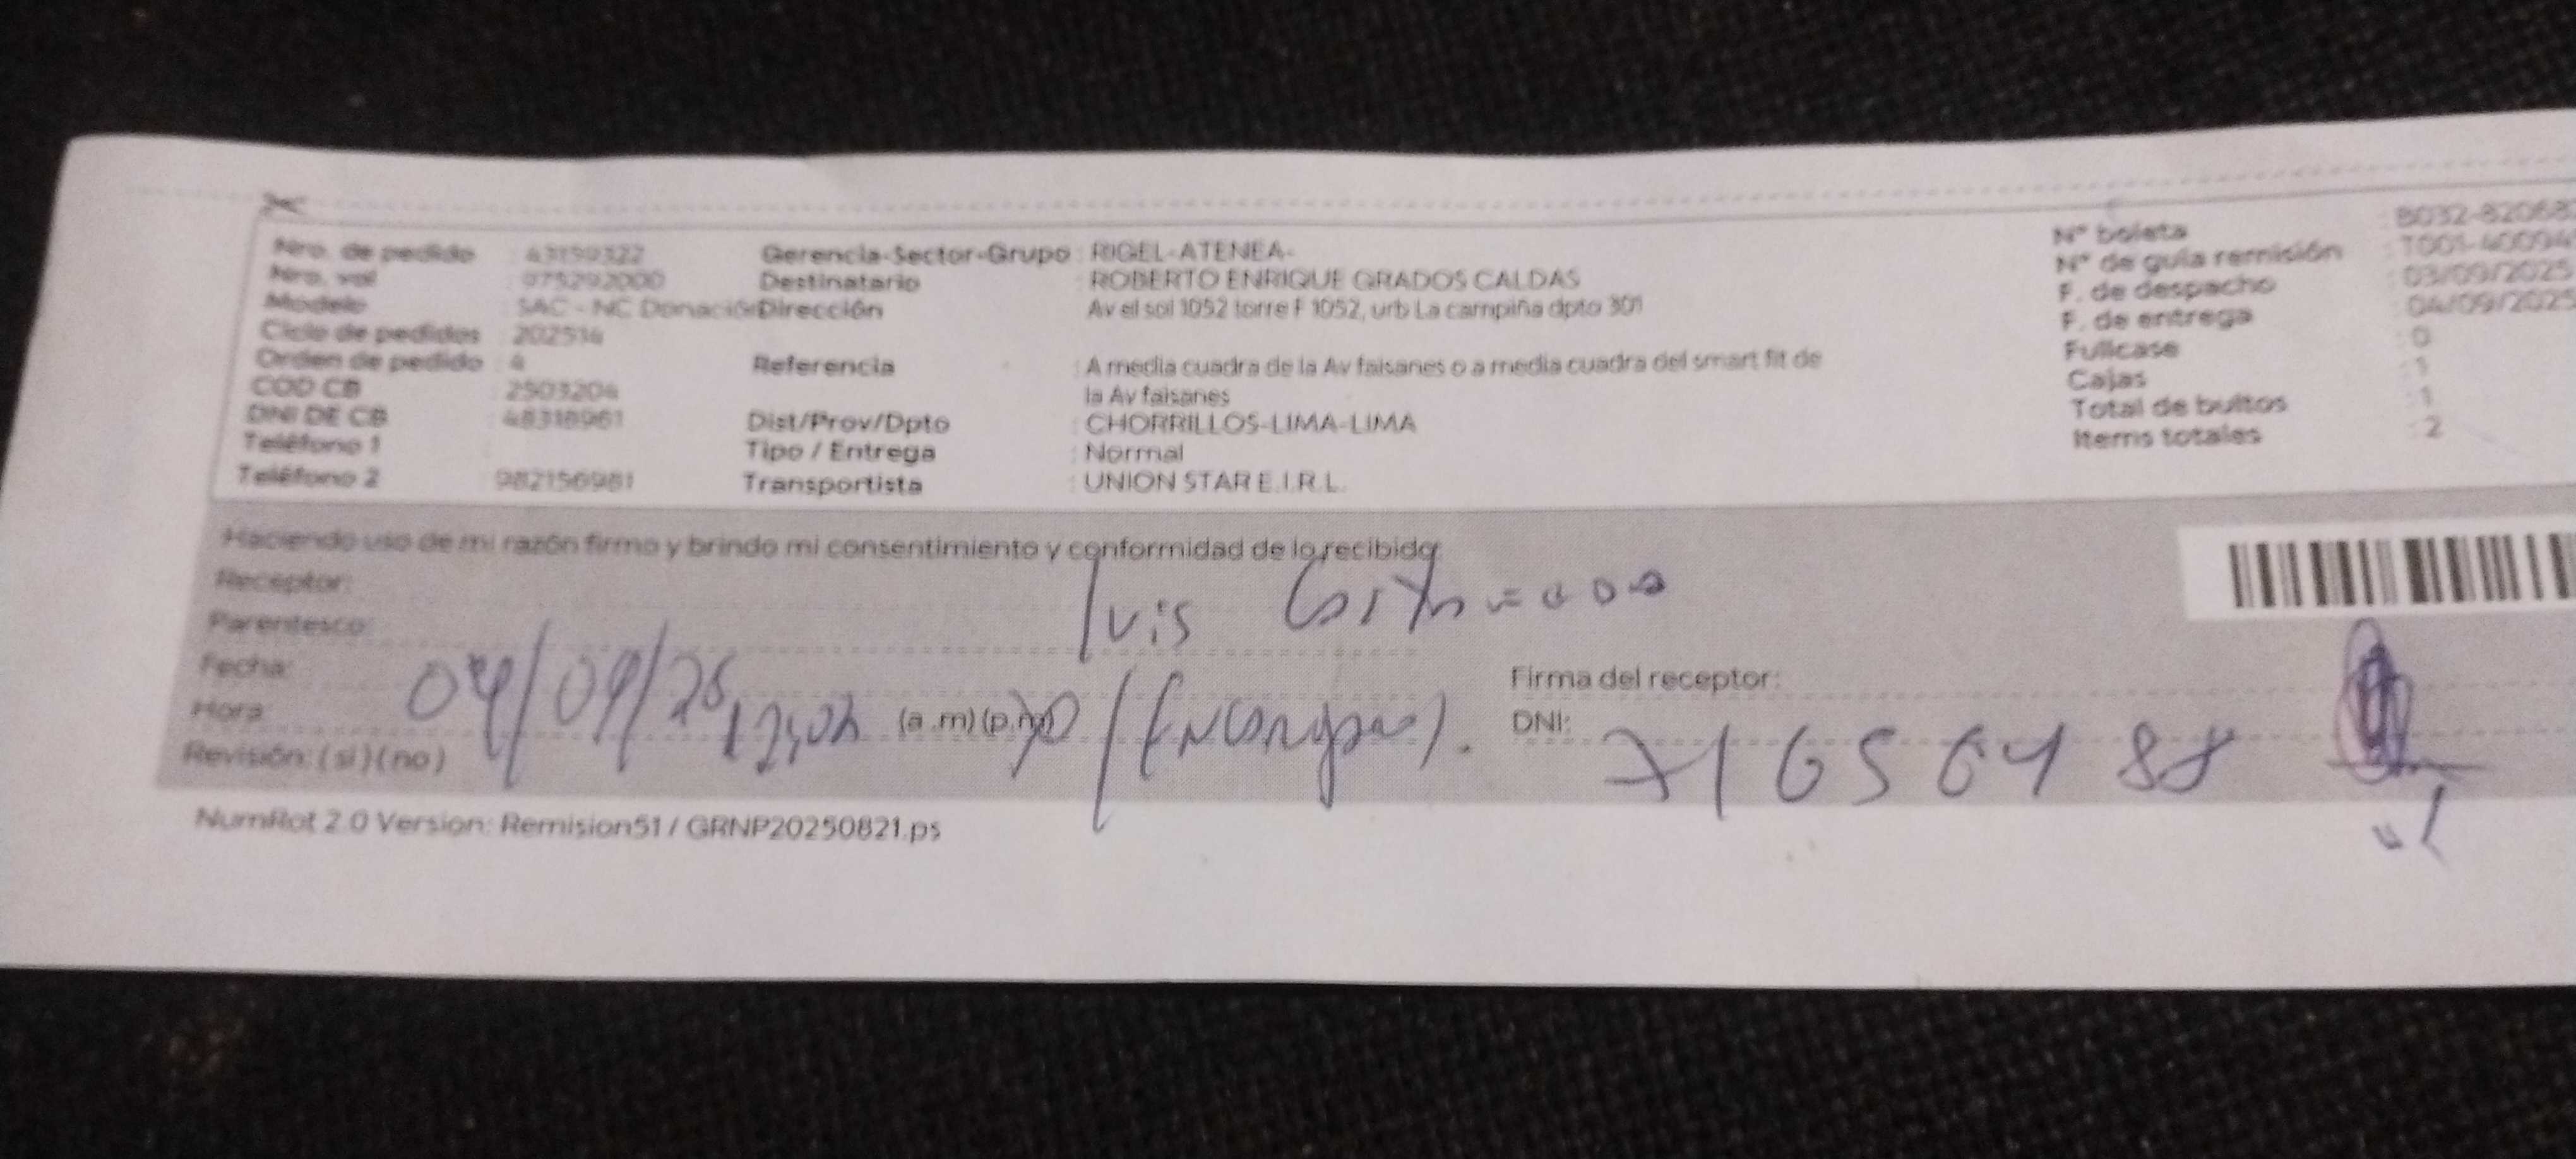 Nro. de pedido : 43159322 Gerencia-Sector-Grupo : RIGEL-ATENEA- N° boleta : B032-82068
Nro. val : 075292000 Destinatario : ROBERTO ENRIQUE GRADOS CALDAS N° de guía remisión : T001-40094
Modelo : SAC - NC Donación Dirección : Av el sol 1052 torre F 1052, urb La campiña dpto 301 F. de despacho : 03/09/2025
Ciclo de pedidos : 202514 F. de entrega : 04/09/2025
Orden de pedido : 4 Referencia : A media cuadra de la Av faisanes o a media cuadra del smart fit de Fullcase : 0
COD CB : 2503204 la Av faisanes Cajas : 1
DNI DE CB : 48318961 Dist/Prov/Dpto : CHORRILLOS-LIMA-LIMA Total de bultos : 1
Teléfono 1 Tipo / Entrega : Normal Items totales : 2
Teléfono 2 982156981 Transportista : UNION STAR E.I.R.L.
Haciendo uso de mi razón firmo y brindo mi consentimiento y conformidad de lo recibido
Receptor: luis
Parentesco:
Fecha: 04/09/25 Firma del receptor:
Hora: (a.m)(p.m) DNI: 71656488
Revisión: (si)(no)
NumRot 2.0 Version: Remision51 / GRNP20250821.ps